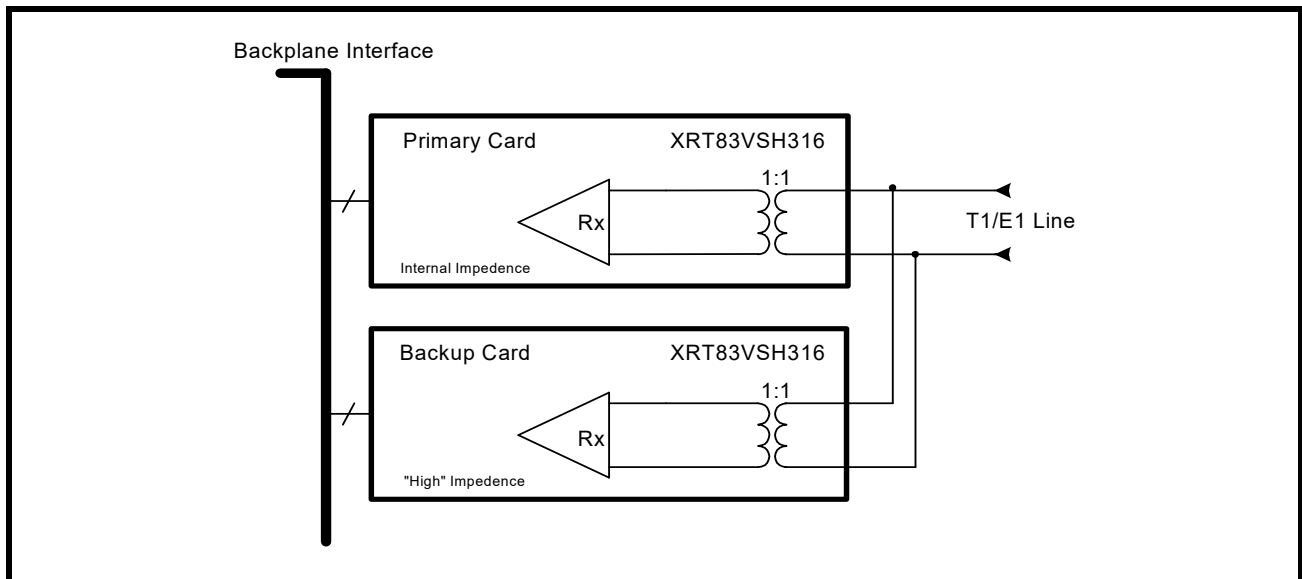 Backplane Interface
Primary Card XRT83VSH316
1:1
Rx
T1/E1 Line
Internal Impedence
Backup Card XRT83VSH316
1:1
Rx
"High" Impedence